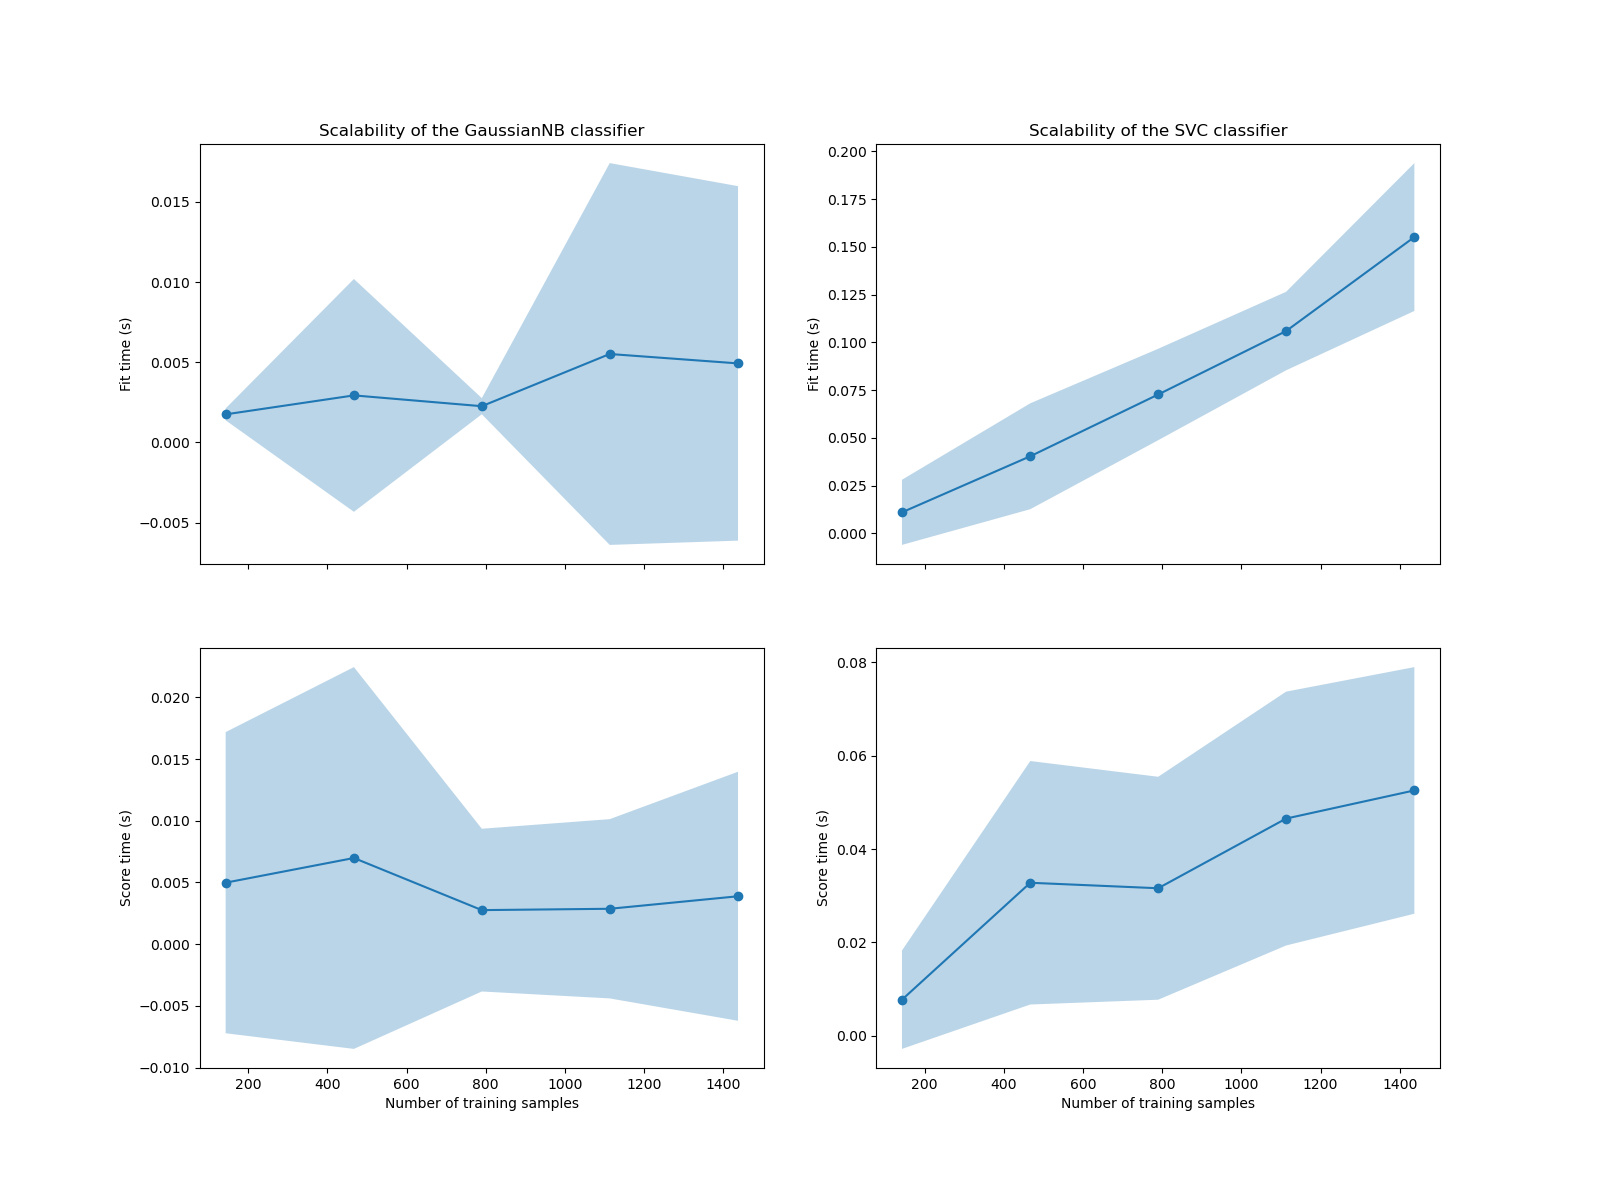 Scalability of the GaussianNB classifier
Fit time (s)
0.015
0.010
0.005
0.000
−0.005
Scalability of the SVC classifier
Fit time (s)
0.200
0.175
0.150
0.125
0.100
0.075
0.050
0.025
0.000
Score time (s)
0.020
0.015
0.010
0.005
0.000
−0.005
−0.010
200 400 600 800 1000 1200 1400
Number of training samples
Score time (s)
0.08
0.06
0.04
0.02
0.00
200 400 600 800 1000 1200 1400
Number of training samples